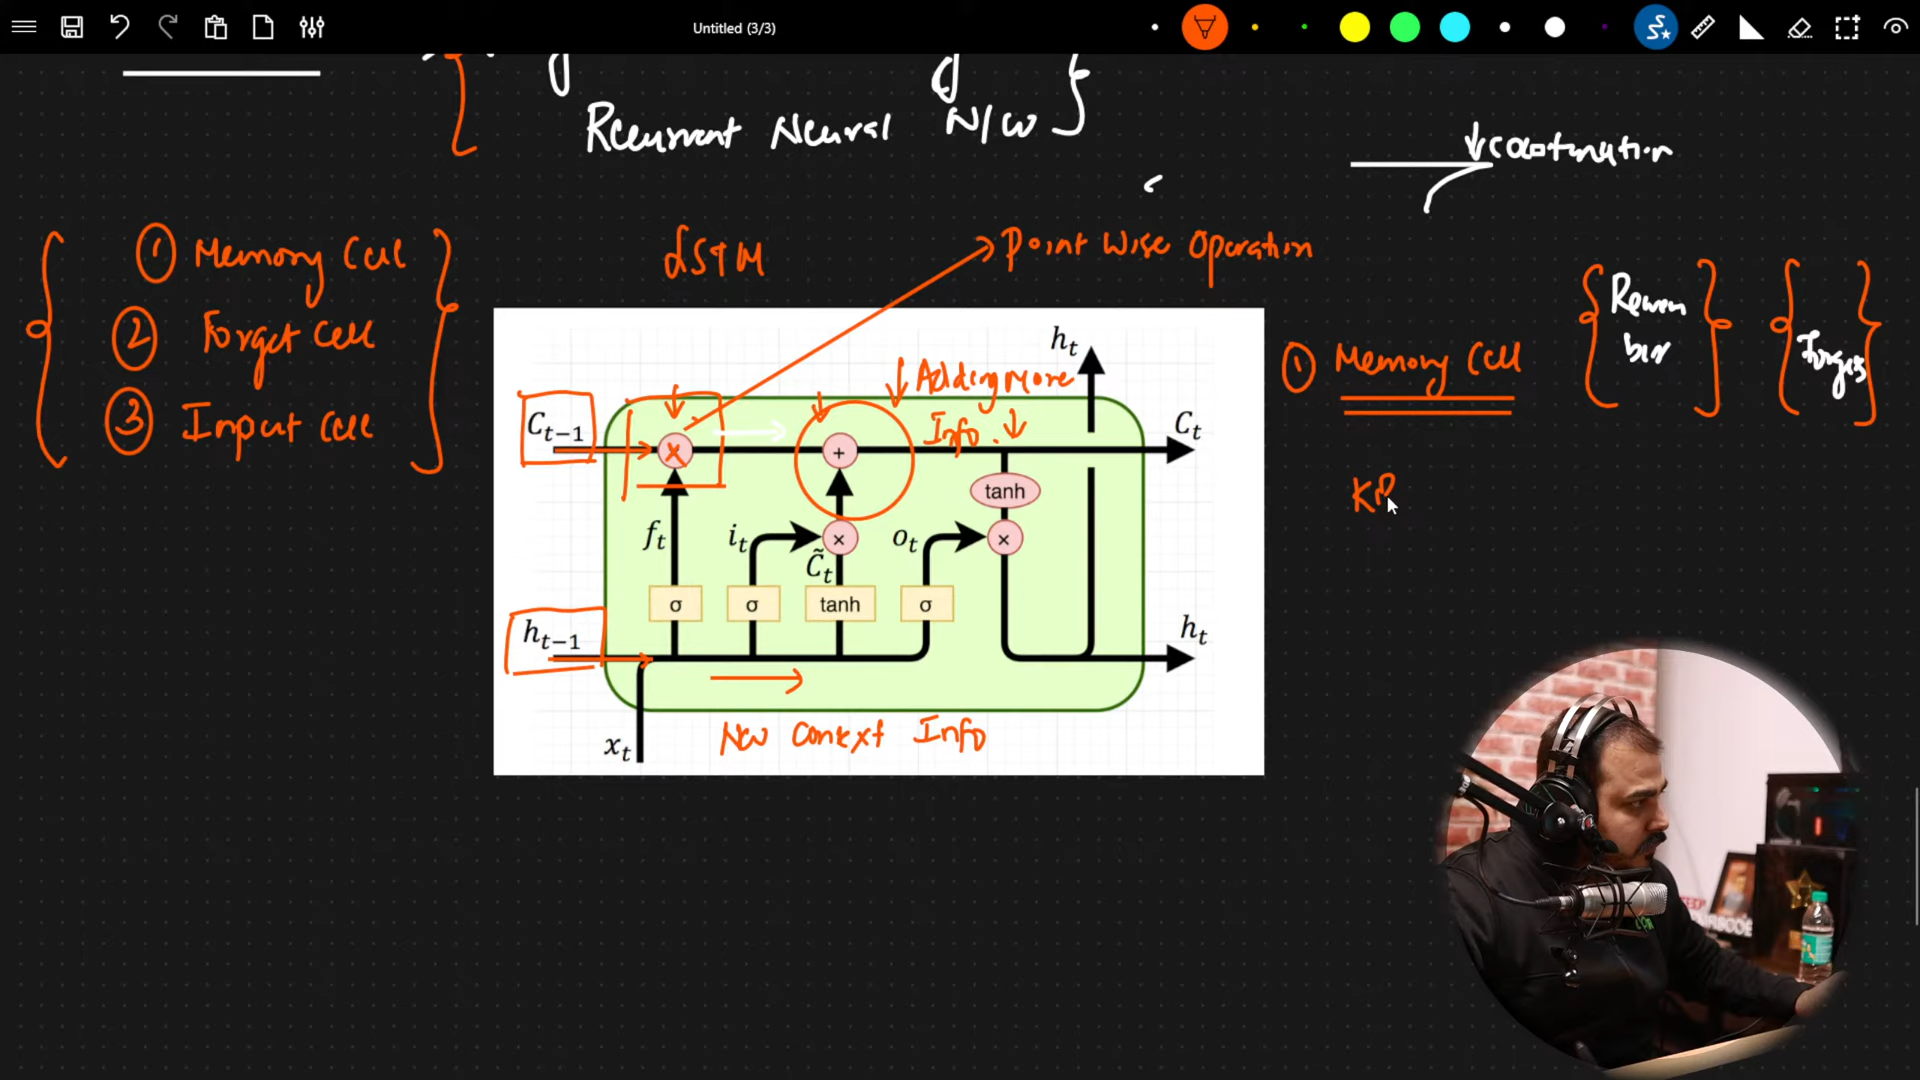 Untitled (3/3)
Recurrent Neural N/W
① Memory Cell
② Forget Cell
③ Input Cell
LSTM
Point Wise Operation
Adding More
Info.
New Context Info
C_{t-1}
×
+
C_t
h_t
tanh
f_t
i_t
×
C̃_t
o_t
×
σ
σ
tanh
σ
h_{t-1}
h_t
x_t
① Memory Cell
Forget
KR